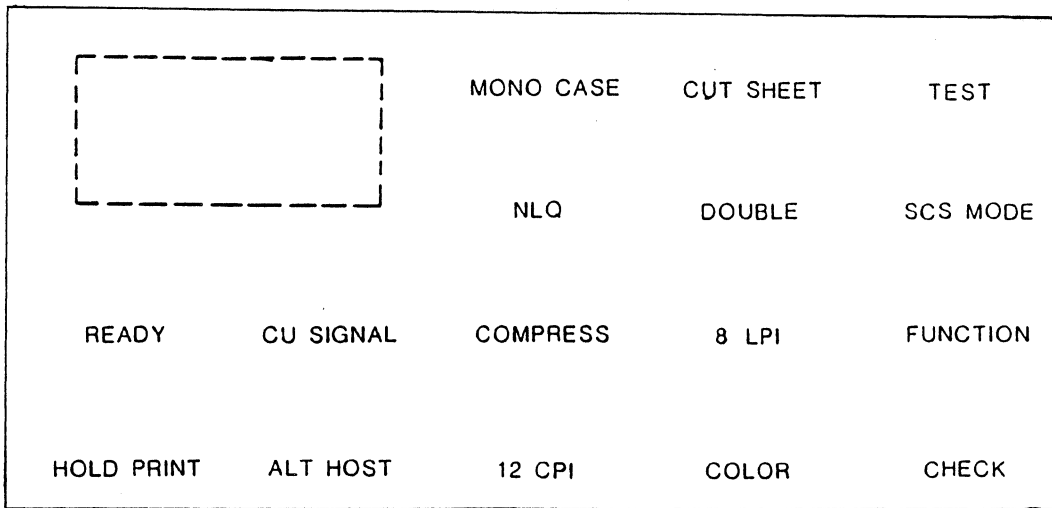 MONO CASE CUT SHEET TEST
NLQ DOUBLE SCS MODE
READY CU SIGNAL COMPRESS 8 LPI FUNCTION
HOLD PRINT ALT HOST 12 CPI COLOR CHECK